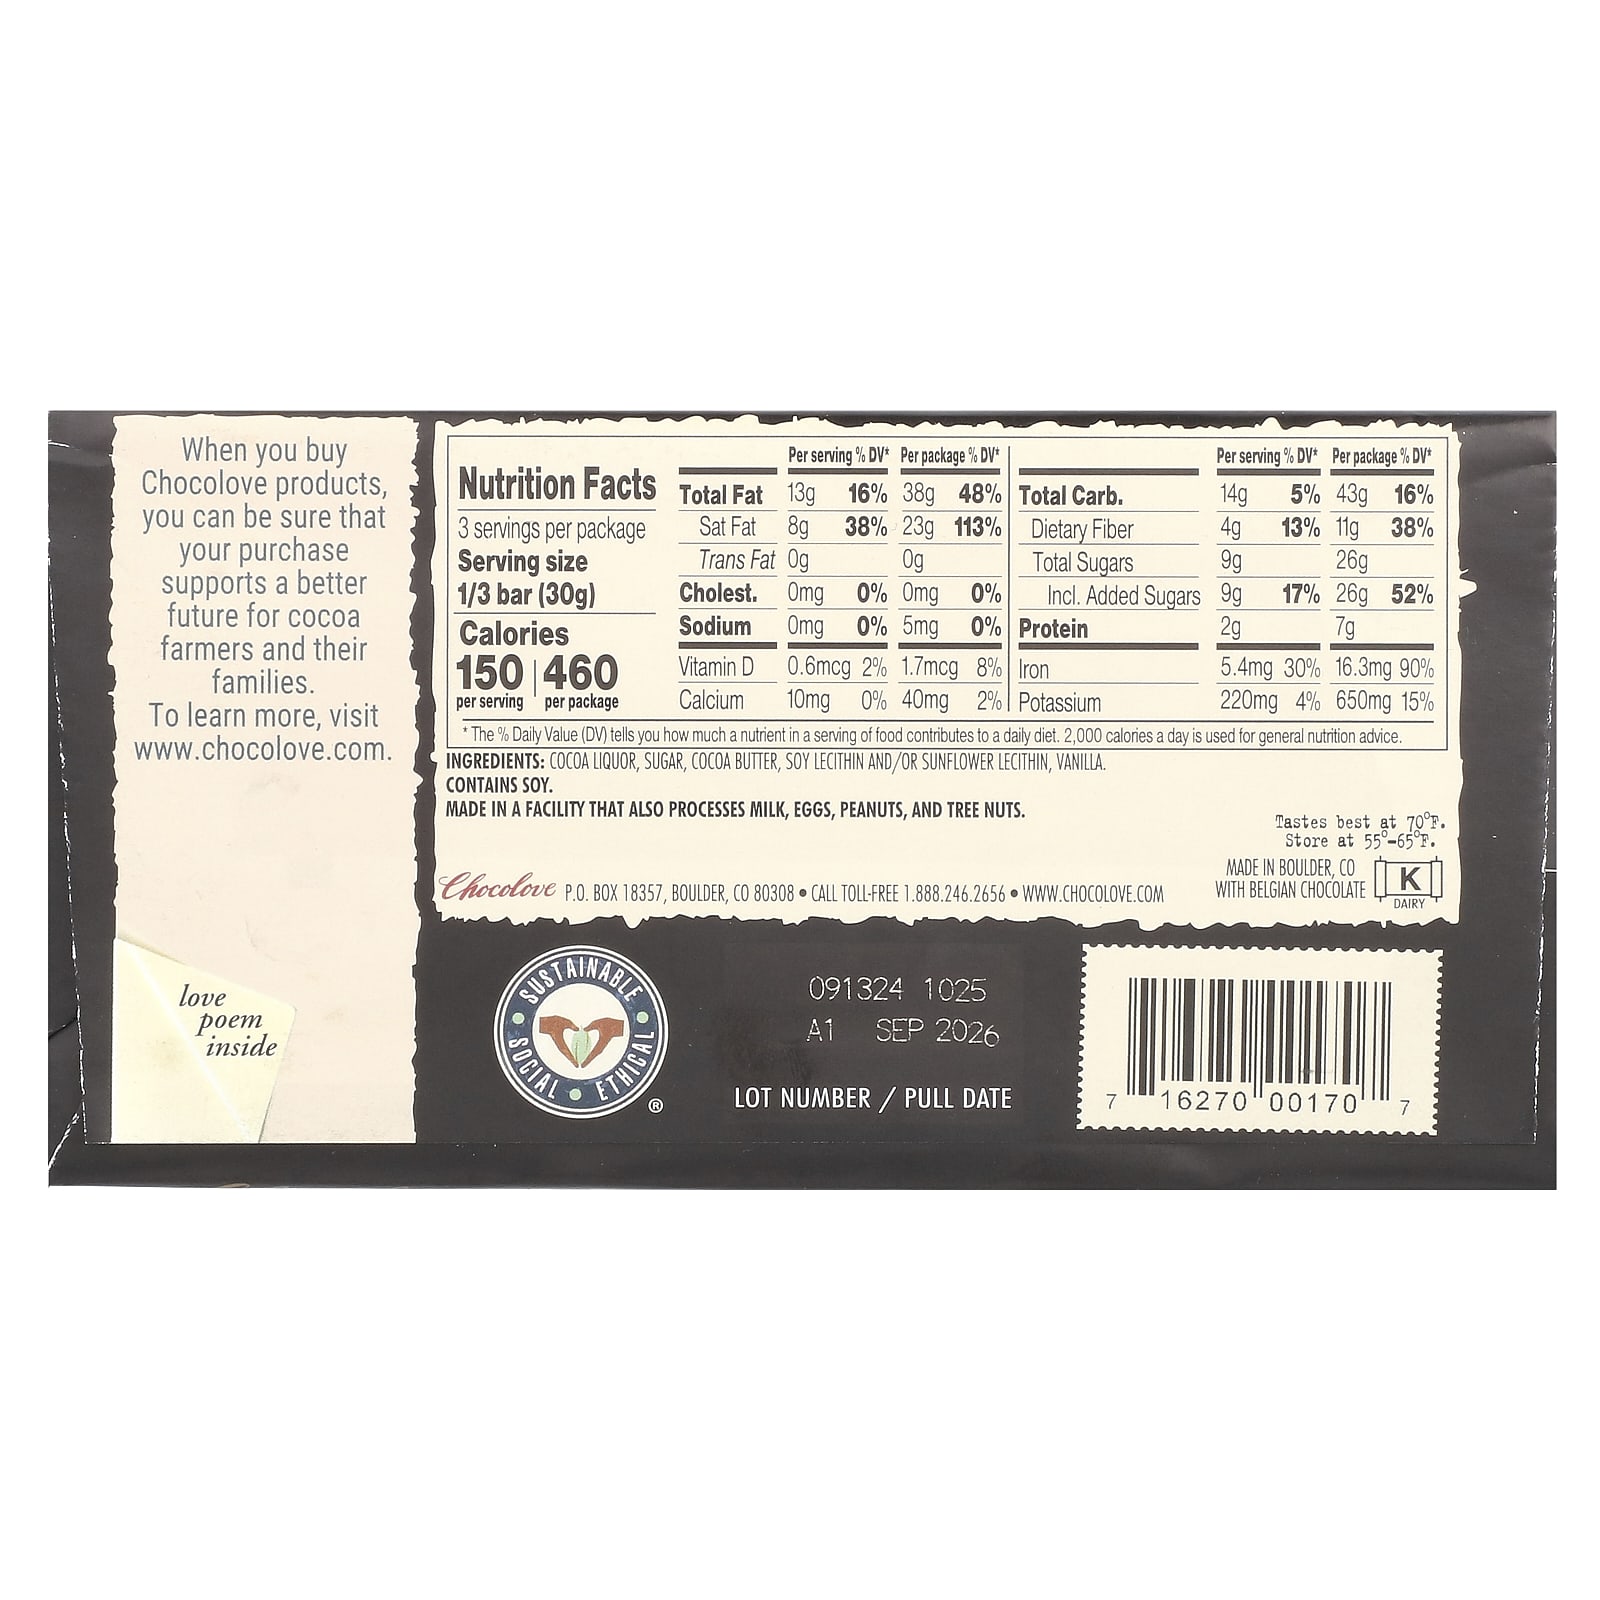 When you buy
Chocolove products,
you can be sure that
your purchase
supports a better
future for cocoa
farmers and their
families.
To learn more, visit
www.chocolove.com.
love
poem
inside
Nutrition Facts
3 servings per package
Serving size
1/3 bar (30g)
Calories
150 | 460
per serving per package
Per serving % DV* Per package % DV*
Total Fat 13g 16% 38g 48%
Sat Fat 8g 38% 23g 113%
Trans Fat 0g 0g
Cholest. 0mg 0% 0mg 0%
Sodium 0mg 0% 5mg 0%
Vitamin D 0.6mcg 2% 1.7mcg 8%
Calcium 10mg 0% 40mg 2%
Per serving % DV* Per package % DV*
Total Carb. 14g 5% 43g 16%
Dietary Fiber 4g 13% 11g 38%
Total Sugars 9g 26g
Incl. Added Sugars 9g 17% 26g 52%
Protein 2g 7g
Iron 5.4mg 30% 16.3mg 90%
Potassium 220mg 4% 650mg 15%
* The % Daily Value (DV) tells you how much a nutrient in a serving of food contributes to a daily diet. 2,000 calories a day is used for general nutrition advice.
INGREDIENTS: COCOA LIQUOR, SUGAR, COCOA BUTTER, SOY LECITHIN AND/OR SUNFLOWER LECITHIN, VANILLA.
CONTAINS SOY.
MADE IN A FACILITY THAT ALSO PROCESSES MILK, EGGS, PEANUTS, AND TREE NUTS.
Tastes best at 70°F.
Store at 55°-65°F.
MADE IN BOULDER, CO
WITH BELGIAN CHOCOLATE
K
DAIRY
Chocolove P.O. BOX 18357, BOULDER, CO 80308 • CALL TOLL-FREE 1.888.246.2656 • WWW.CHOCOLOVE.COM
SUSTAINABLE
SOCIAL • ETHICAL
®
091324 1025
A1 SEP 2026
LOT NUMBER / PULL DATE
7 16270 00170 7